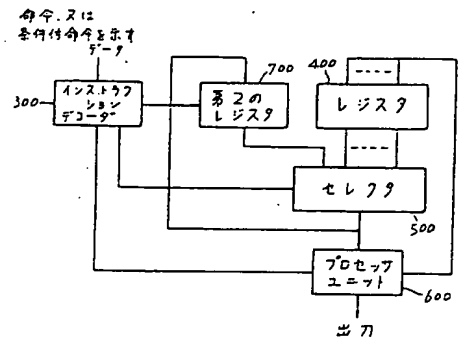 命令、又は
条件付命令を示す
データ
300
インストラク
ション
デコーダ
700
第2の
レジスタ
400
レジスタ
セレクタ
500
プロセッサ
ユニット
600
出力